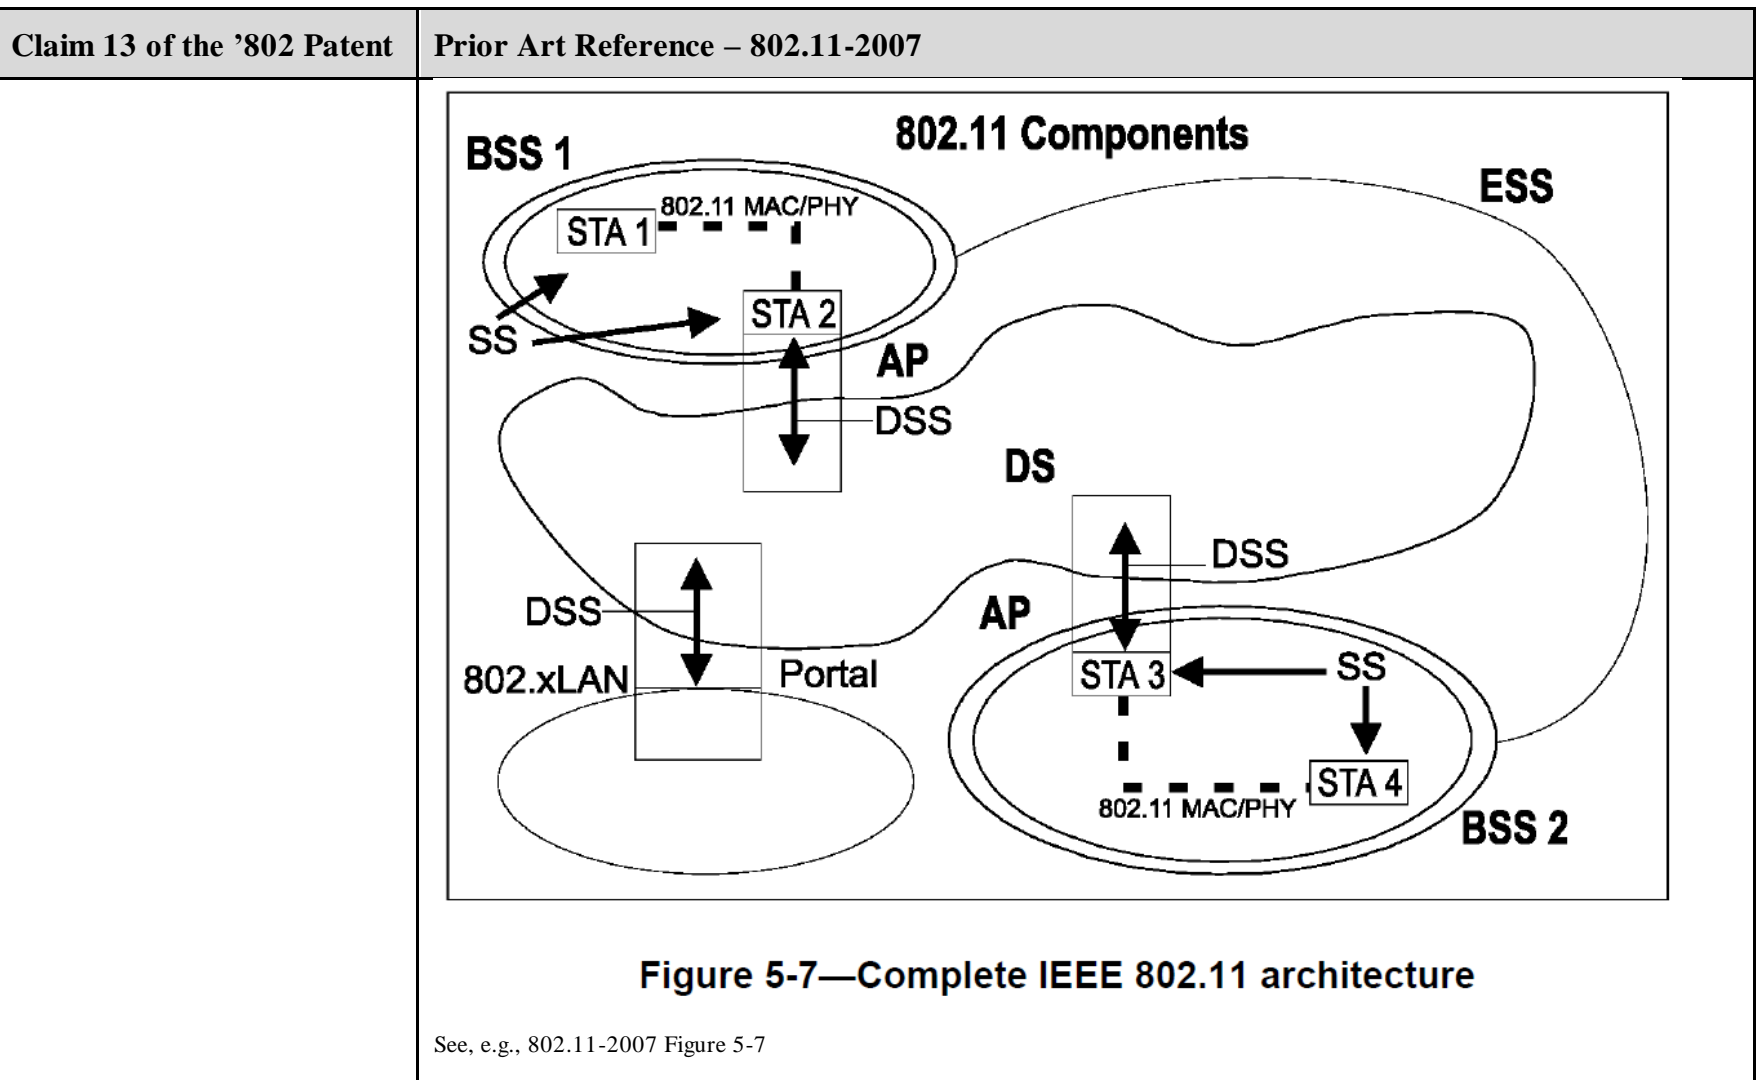 Claim 13 of the ’802 Patent
Prior Art Reference – 802.11-2007
802.11 Components
BSS 1
ESS
802.11 MAC/PHY
STA 1
STA 2
SS
AP
DSS
DS
DSS
AP
DSS
802.xLAN
Portal
STA 3
SS
STA 4
802.11 MAC/PHY
BSS 2
Figure 5-7—Complete IEEE 802.11 architecture
See, e.g., 802.11-2007 Figure 5-7